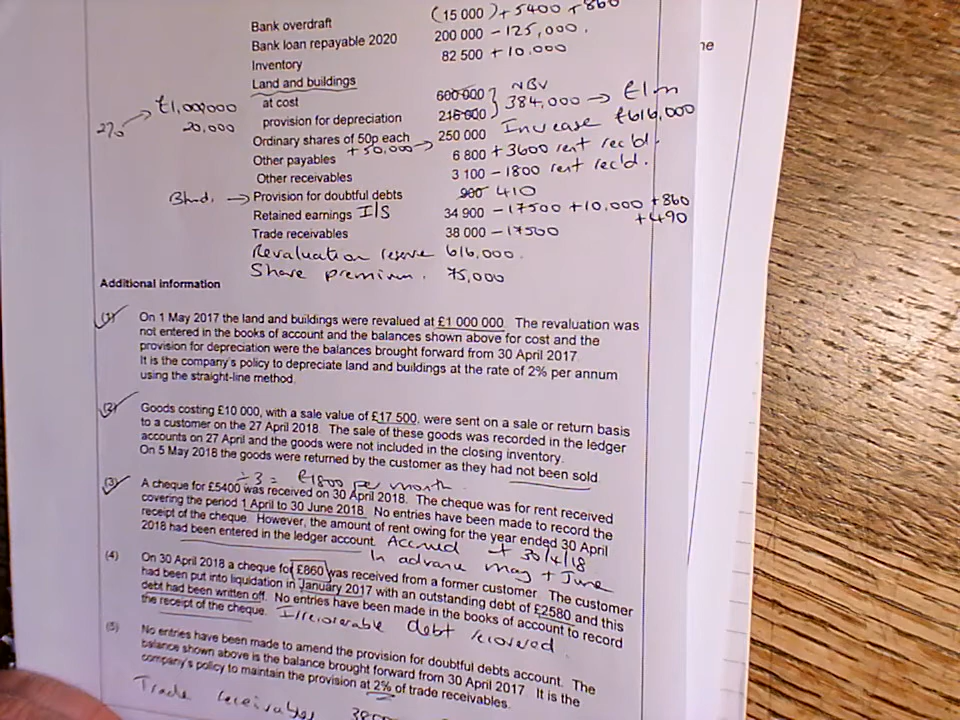 Bank overdraft (15 000) + 5400 + 860
Bank loan repayable 2020 200 000 - 125,000.
Inventory 82 500 + 10.000
Land and buildings NBV
£1,000,000 at cost 600 000 384,000 → £1m
2% 20,000 provision for depreciation 216 000 Increase £616,000
Ordinary shares of 50p each + 50,000 → 250 000
Other payables 6 800 + 3600 rent rec'd.
Other receivables 3 100 - 1800 rent rec'd.
→ Provision for doubtful debts 900 410
Retained earnings I/S 34 900 - 17500 + 10,000 + 860 + 490
Trade receivables 38 000 - 17500
Revaluation reserve 616,000.
Share premium. 75,000
Additional information
(1) On 1 May 2017 the land and buildings were revalued at £1 000 000. The revaluation was
not entered in the books of account and the balances shown above for cost and the
provision for depreciation were the balances brought forward from 30 April 2017.
It is the company's policy to depreciate land and buildings at the rate of 2% per annum
using the straight-line method.
(2) Goods costing £10 000, with a sale value of £17 500, were sent on a sale or return basis
to a customer on the 27 April 2018. The sale of these goods was recorded in the ledger
accounts on 27 April and the goods were not included in the closing inventory.
On 5 May 2018 the goods were returned by the customer as they had not been sold.
÷ 3 = £1800 per month
(3) A cheque for £5400 was received on 30 April 2018. The cheque was for rent received
covering the period 1 April to 30 June 2018. No entries have been made to record the
receipt of the cheque. However, the amount of rent owing for the year ended 30 April
2018 had been entered in the ledger account. Accrued + 30/4/18
In advance May + June
(4) On 30 April 2018 a cheque for £860 was received from a former customer. The customer
had been put into liquidation in January 2017 with an outstanding debt of £2580 and this
debt had been written off. No entries have been made in the books of account to record
the receipt of the cheque. Irrecoverable debt recovered.
(5) No entries have been made to amend the provision for doubtful debts account. The
balance shown above is the balance brought forward from 30 April 2017. It is the
company's policy to maintain the provision at 2% of trade receivables.
Trade receivables